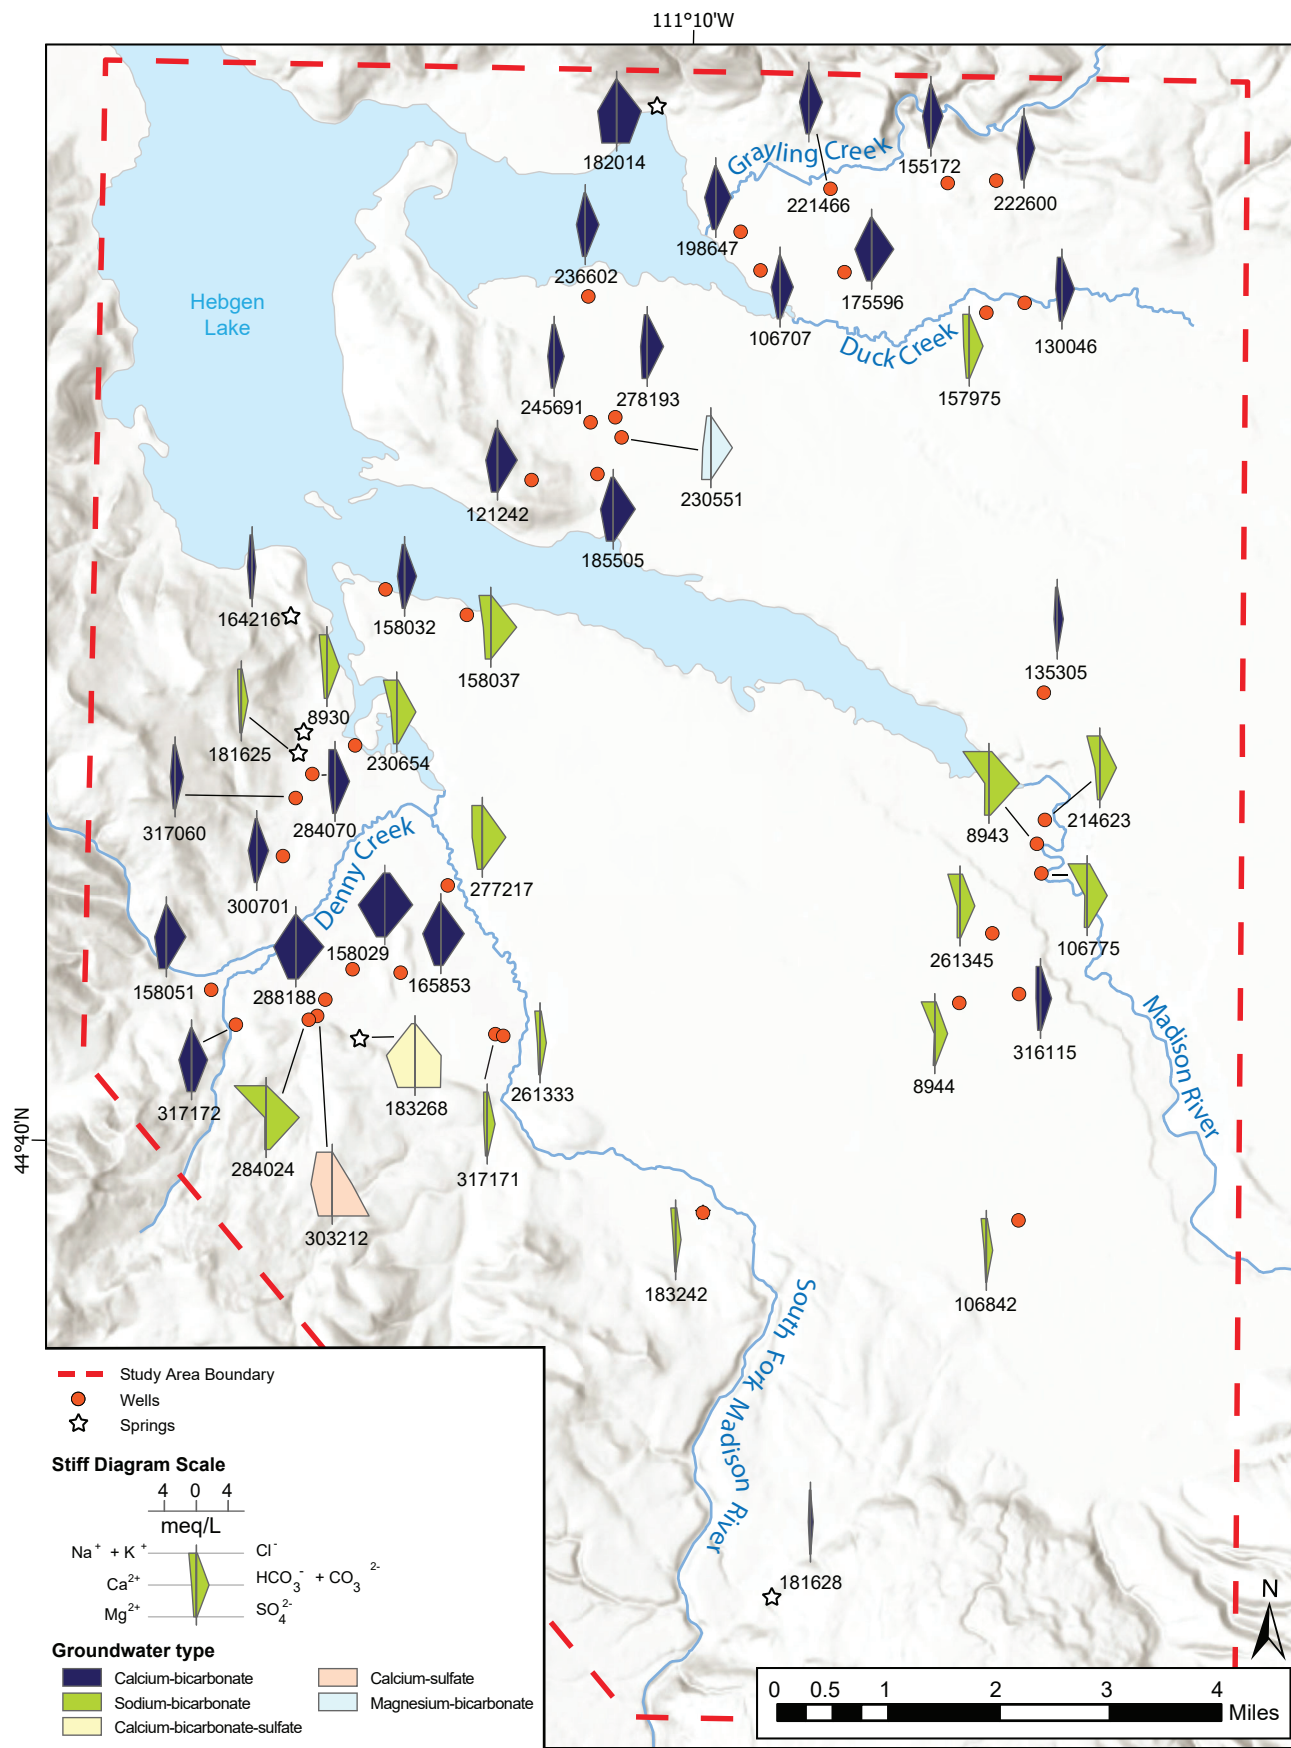 111°10'W
182014
Grayling Creek
155172
221466
222600
198647
236602
175596
Hebgen
Lake
106707
Duck Creek
130046
157975
245691
278193
121242
230551
185505
164216
158032
135305
158037
8930
181625
230654
317060
284070
8943
214623
Denny Creek
277217
300701
158029
261345
106775
158051
288188
165853
316115
8944
Madison River
317172
183268
261333
44°40'N
284024
317171
303212
183242
106842
South Fork Madison River
181628
Study Area Boundary
Wells
Springs
Stiff Diagram Scale
4 0 4
meq/L
Na⁺ + K⁺ Cl⁻
Ca²⁺ HCO₃⁻ + CO₃²⁻
Mg²⁺ SO₄²⁻
Groundwater type
Calcium-bicarbonate Calcium-sulfate
Sodium-bicarbonate Magnesium-bicarbonate
Calcium-bicarbonate-sulfate
N
0 0.5 1 2 3 4
Miles